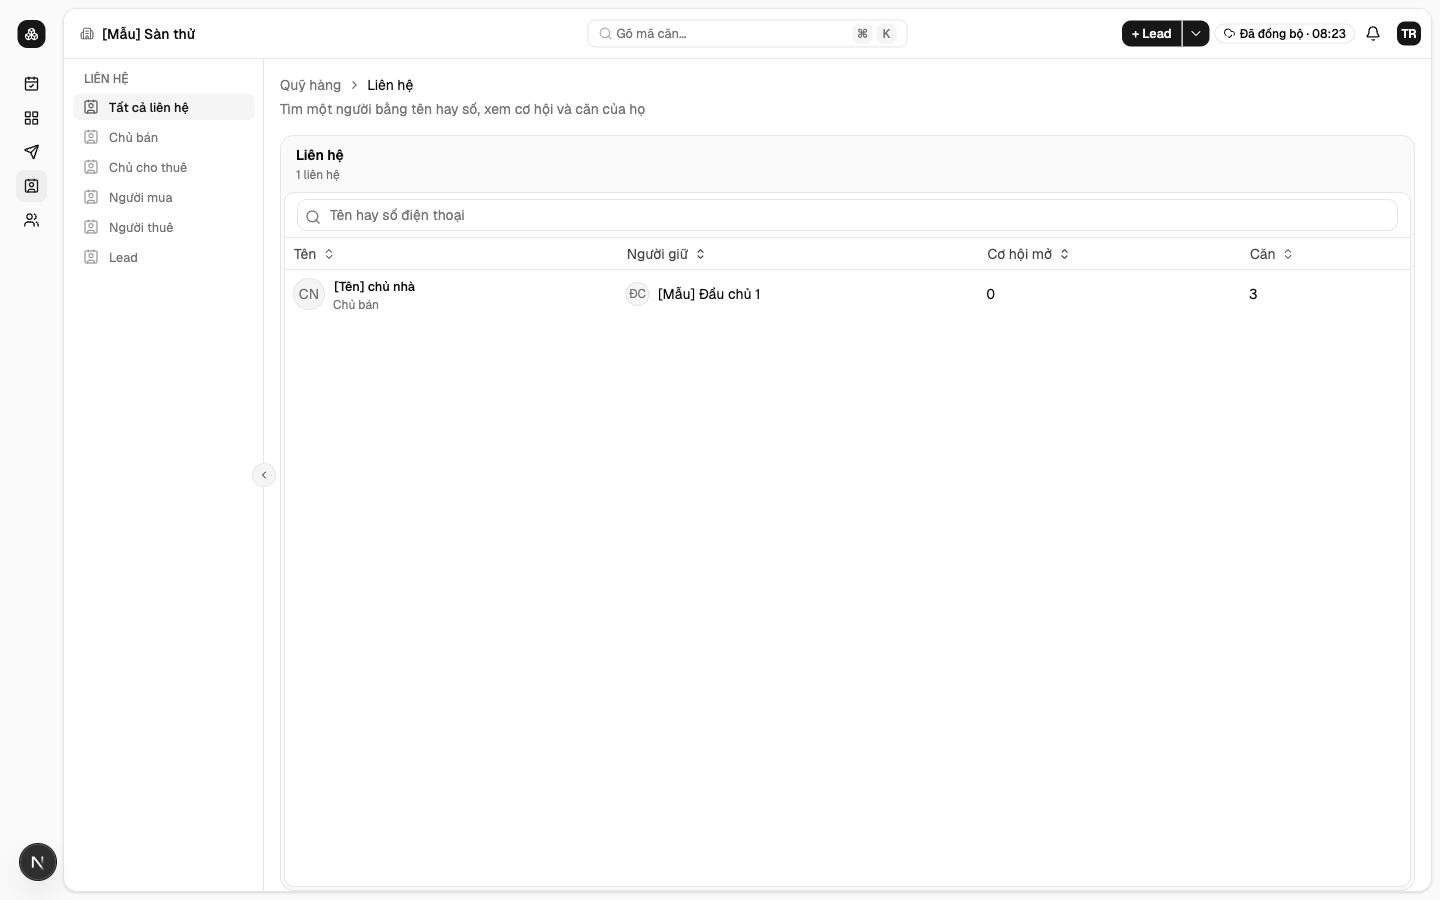 [Mẫu] Sàn thử
Gõ mã căn...
⌘ K
+ Lead
Đã đồng bộ · 08:23
TR
LIÊN HỆ
Tất cả liên hệ
Chủ bán
Chủ cho thuê
Người mua
Người thuê
Lead
Quỹ hàng > Liên hệ
Tìm một người bằng tên hay số, xem cơ hội và căn của họ
Liên hệ
1 liên hệ
Tên hay số điện thoại
Tên Người giữ Cơ hội mở Căn
CN [Tên] chủ nhà ĐC [Mẫu] Đầu chủ 1 0 3
Chủ bán
N